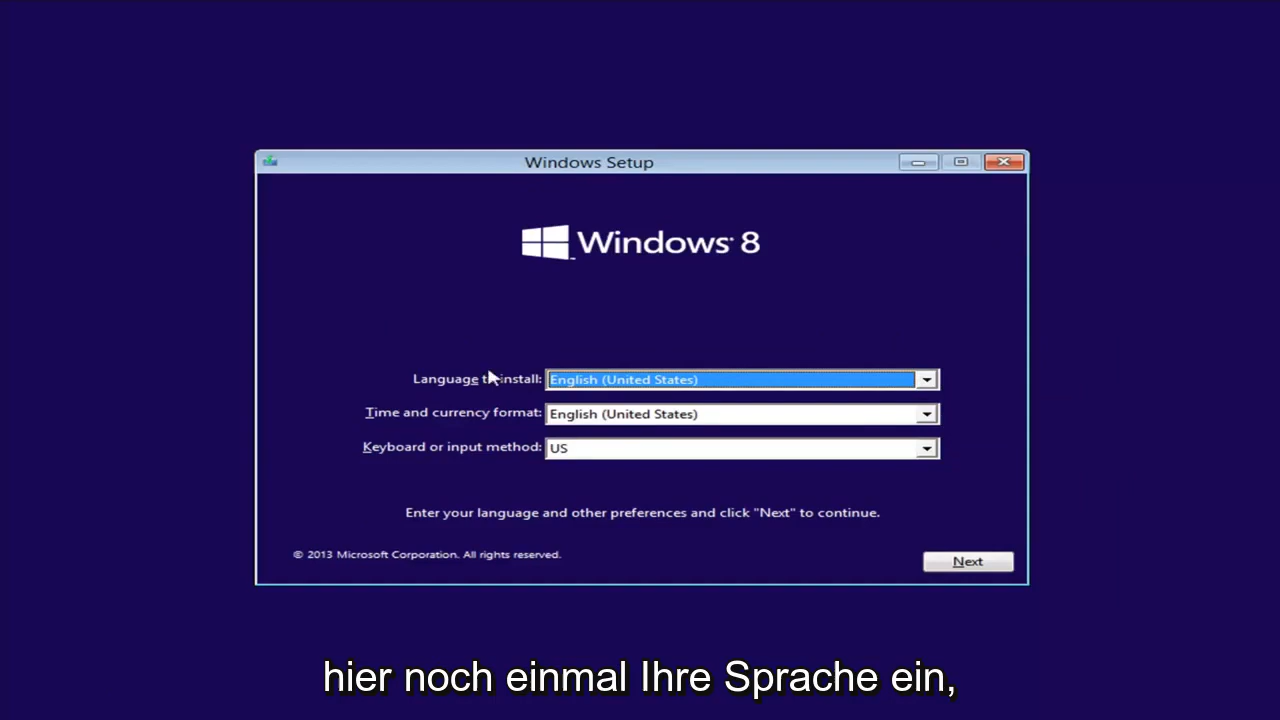 Windows Setup
Windows 8
Language to install: English (United States)
Time and currency format: English (United States)
Keyboard or input method: US
Enter your language and other preferences and click "Next" to continue.
© 2013 Microsoft Corporation. All rights reserved.
Next
hier noch einmal Ihre Sprache ein,